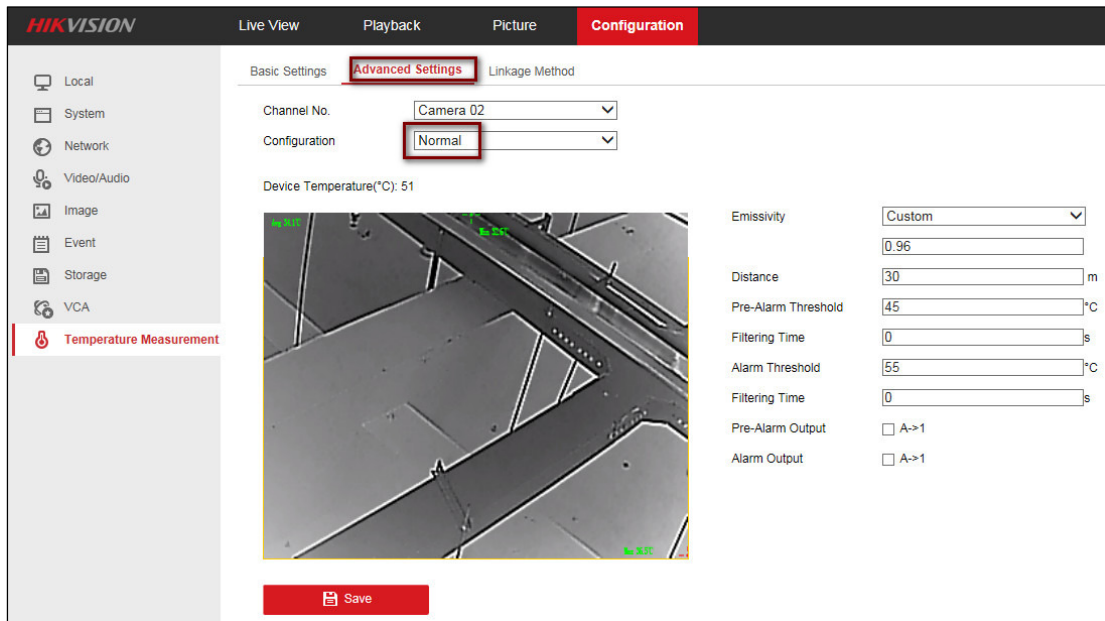 HIKVISION Live View Playback Picture Configuration
Local
System
Network
Video/Audio
Image
Event
Storage
VCA
Temperature Measurement
Basic Settings Advanced Settings Linkage Method
Channel No. Camera 02
Configuration Normal
Device Temperature(°C): 51
Emissivity Custom
0.96
Distance 30 m
Pre-Alarm Threshold 45 °C
Filtering Time 0 s
Alarm Threshold 55 °C
Filtering Time 0 s
Pre-Alarm Output A->1
Alarm Output A->1
Save